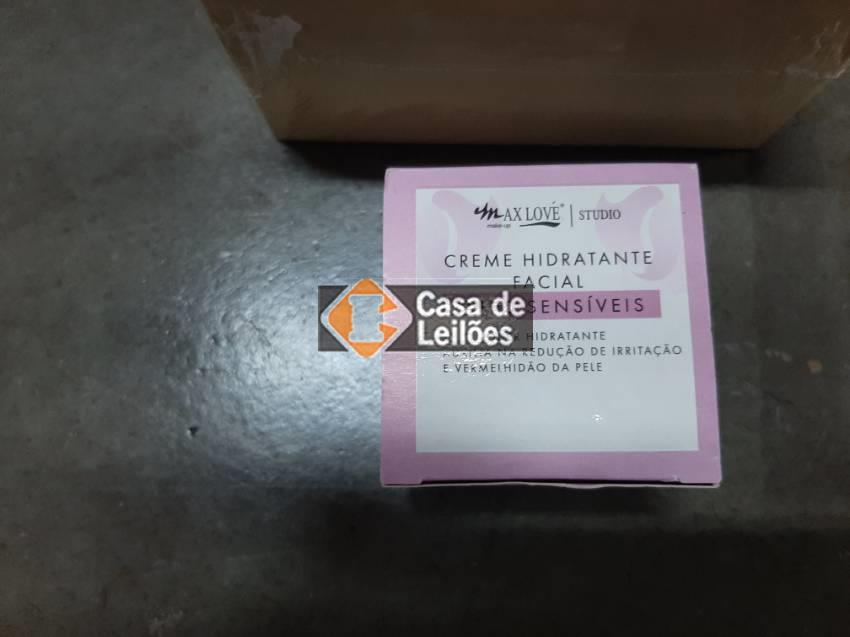 MAX LOVE® | STUDIO
make-up
CREME HIDRATANTE
FACIAL
SENSÍVEIS
HIDRATANTE
NA REDUÇÃO DE IRRITAÇÃO
E VERMELHIDÃO DA PELE
Casa de
Leilões